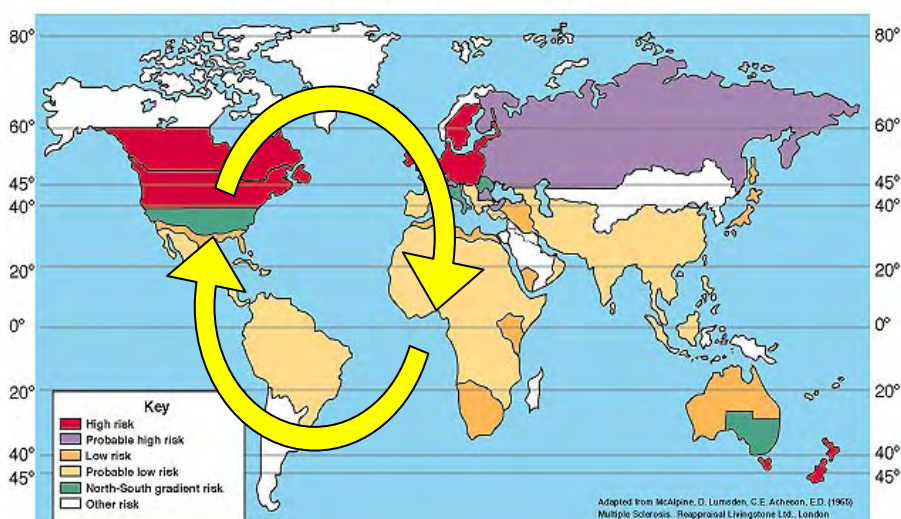 80°
80°
60°
60°
45°
45°
40°
40°
20°
20°
0°
0°
20°
20°
40°
40°
45°
45°
Key
High risk
Probable high risk
Low risk
Probable low risk
North-South gradient risk
Other risk
Adapted from McAlpine, D. Lumsden, C.E. Acheson, E.D. (1965)
Multiple Sclerosis. Reappraisal Livingstone Ltd., London